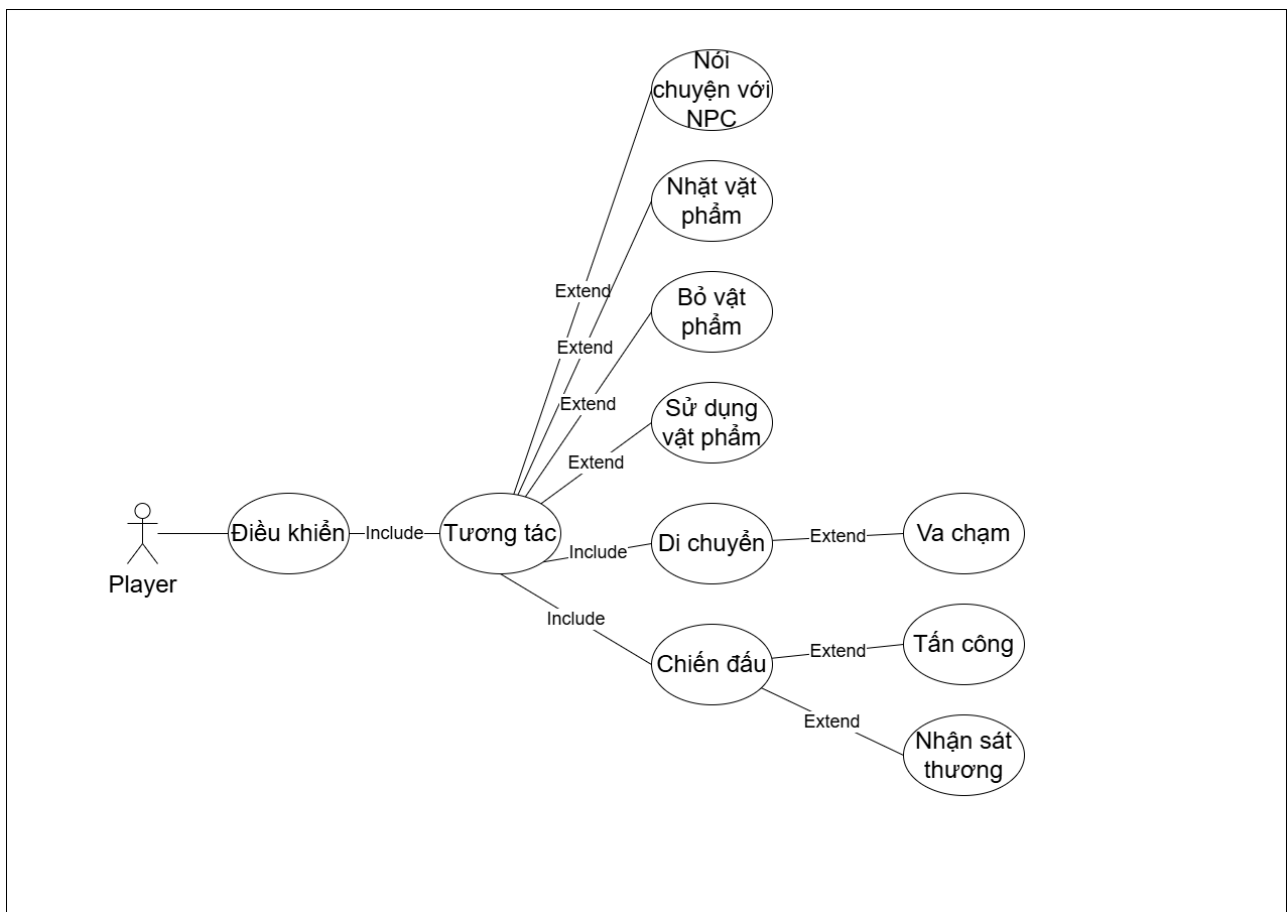 Nói
chuyện với
NPC
Nhặt vặt
phẩm
Extend
Bỏ vật
phẩm
Extend
Extend
Sử dụng
vật phẩm
Extend
Player
Điều khiển
Include
Tương tác
Include
Di chuyển
Extend
Va chạm
Include
Chiến đấu
Extend
Tấn công
Extend
Nhận sát
thương